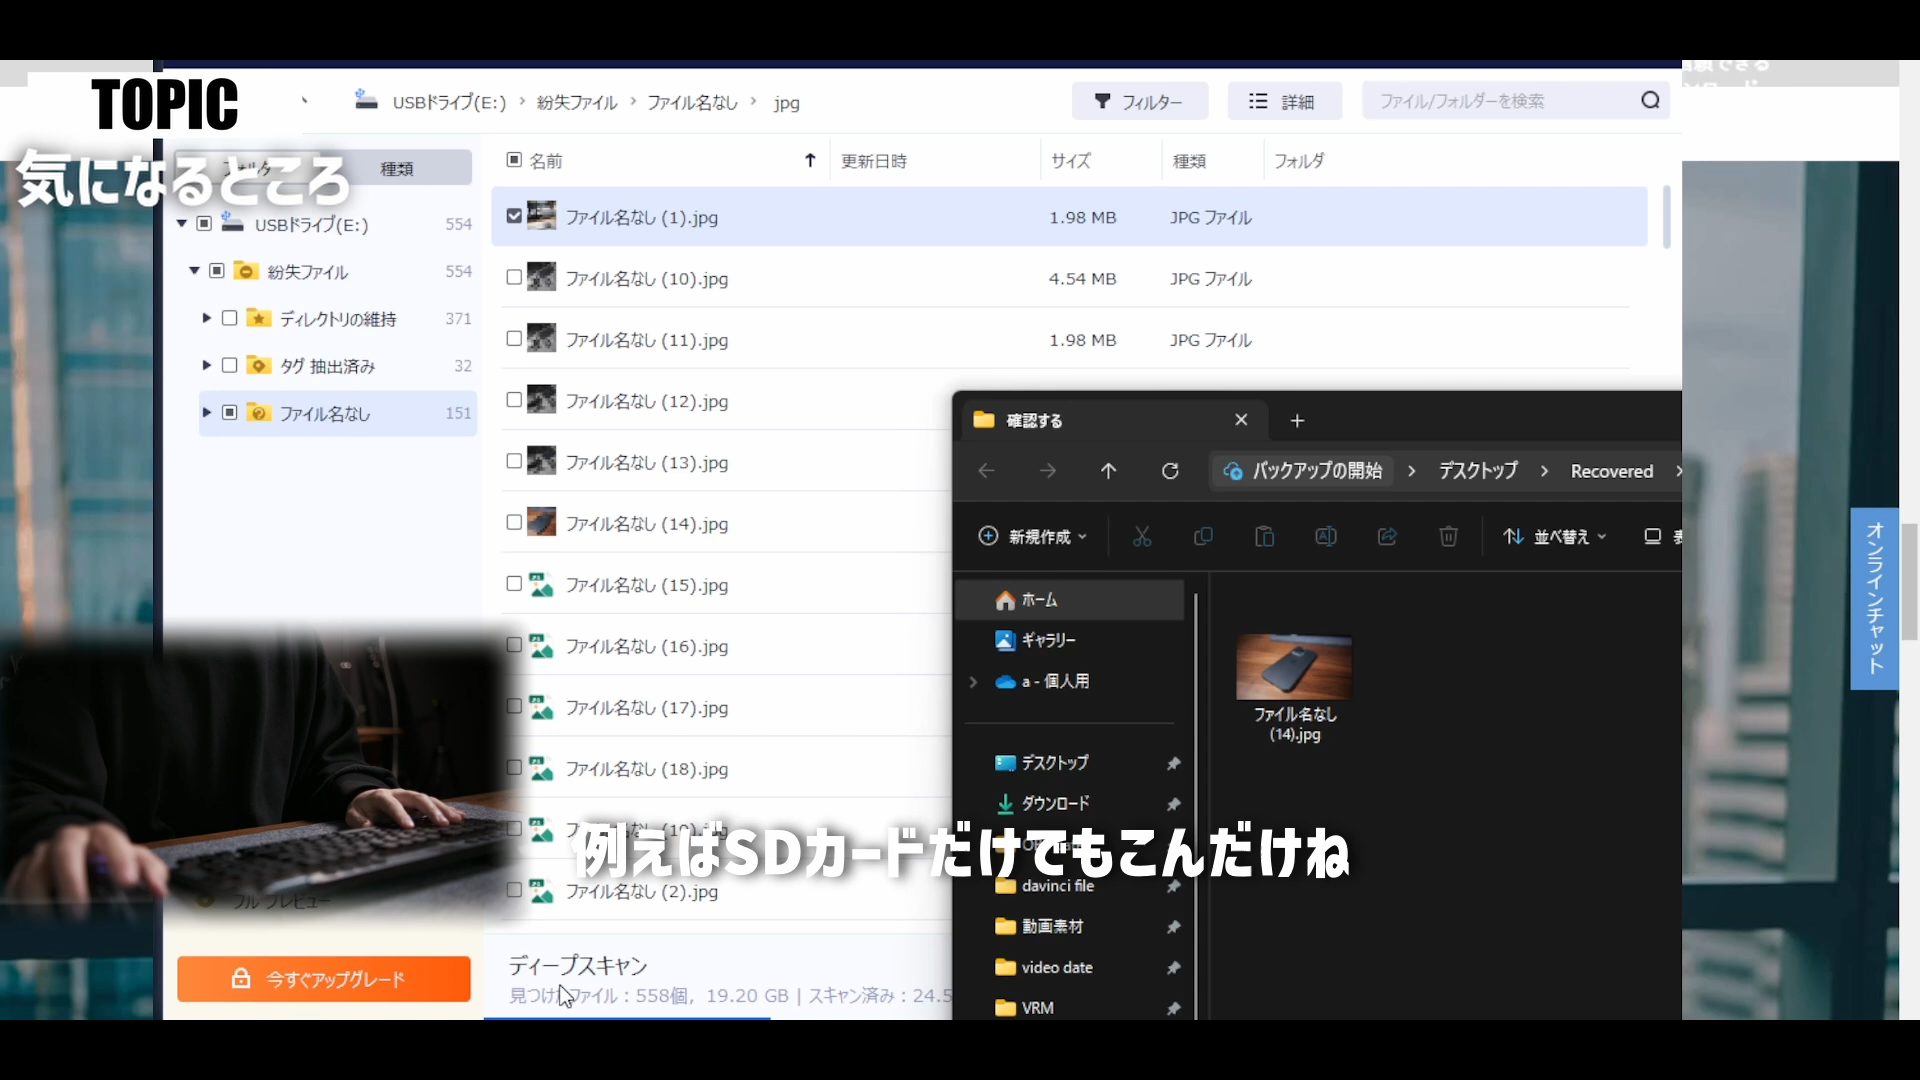 TOPIC
気になるところ
USBドライブ(E:) › 紛失ファイル › ファイル名なし › jpg
フィルター
詳細
ファイル/フォルダーを検索
種類
名前
更新日時
サイズ
種類
フォルダ
USBドライブ(E:) 554
紛失ファイル 554
ディレクトリの維持 371
タグ 抽出済み 32
ファイル名なし 151
ファイル名なし (1).jpg 1.98 MB JPG ファイル
ファイル名なし (10).jpg 4.54 MB JPG ファイル
ファイル名なし (11).jpg 1.98 MB JPG ファイル
ファイル名なし (12).jpg
ファイル名なし (13).jpg
ファイル名なし (14).jpg
ファイル名なし (15).jpg
ファイル名なし (16).jpg
ファイル名なし (17).jpg
ファイル名なし (18).jpg
ファイル名なし (2).jpg
フル プレビュー
今すぐアップグレード
ディープスキャン
見つけたファイル : 558個, 19.20 GB | スキャン済み : 24.5
確認する
バックアップの開始 › デスクトップ › Recovered ›
新規作成
並べ替え
ホーム
ギャラリー
a - 個人用
デスクトップ
ダウンロード
davinci file
動画素材
video date
VRM
ファイル名なし
(14).jpg
例えばSDカードだけでもこんだけね
オンラインチャット